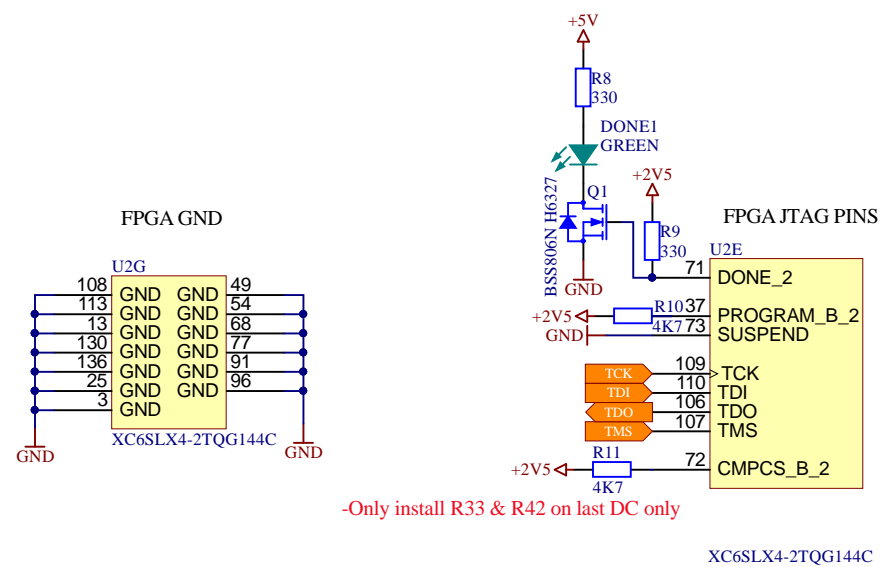 +5V
R8
330
DONE1
GREEN
BSS806N H6327
Q1
+2V5
R9
330
GND
FPGA GND
FPGA JTAG PINS
U2G
108 GND GND 49
113 GND GND 54
13 GND GND 68
130 GND GND 77
136 GND GND 91
25 GND GND 96
3 GND
XC6SLX4-2TQG144C
GND
GND
U2E
71 DONE_2
+2V5 R10 4K7 37 PROGRAM_B_2
GND 73 SUSPEND
TCK 109 TCK
TDI 110 TDI
TDO 106 TDO
TMS 107 TMS
+2V5 R11 4K7 72 CMPCS_B_2
-Only install R33 & R42 on last DC only
XC6SLX4-2TQG144C